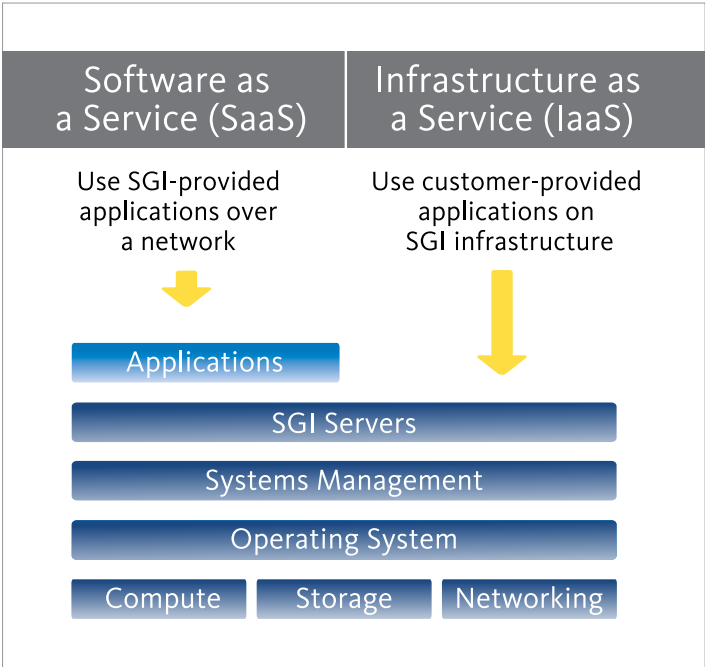 Software as
a Service (SaaS)
Infrastructure as
a Service (IaaS)
Use SGI-provided
applications over
a network
Use customer-provided
applications on
SGI infrastructure
Applications
SGI Servers
Systems Management
Operating System
Compute
Storage
Networking